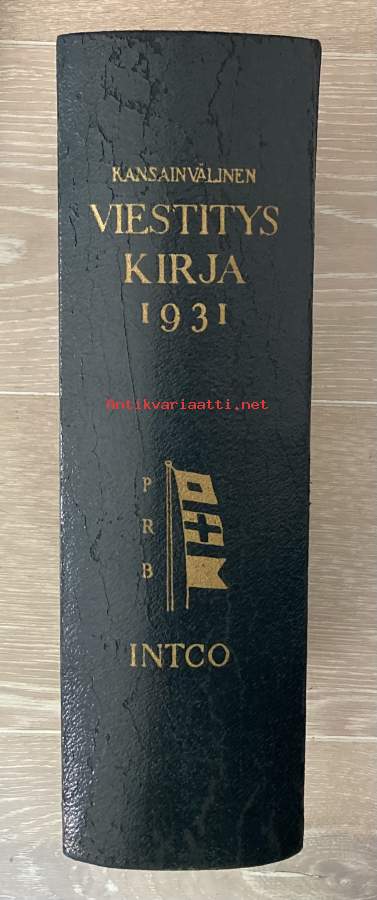 KANSAINVÄLINEN
VIESTITYS
KIRJA
1931
Antikvariaatti.net
P
R
B
INTCO